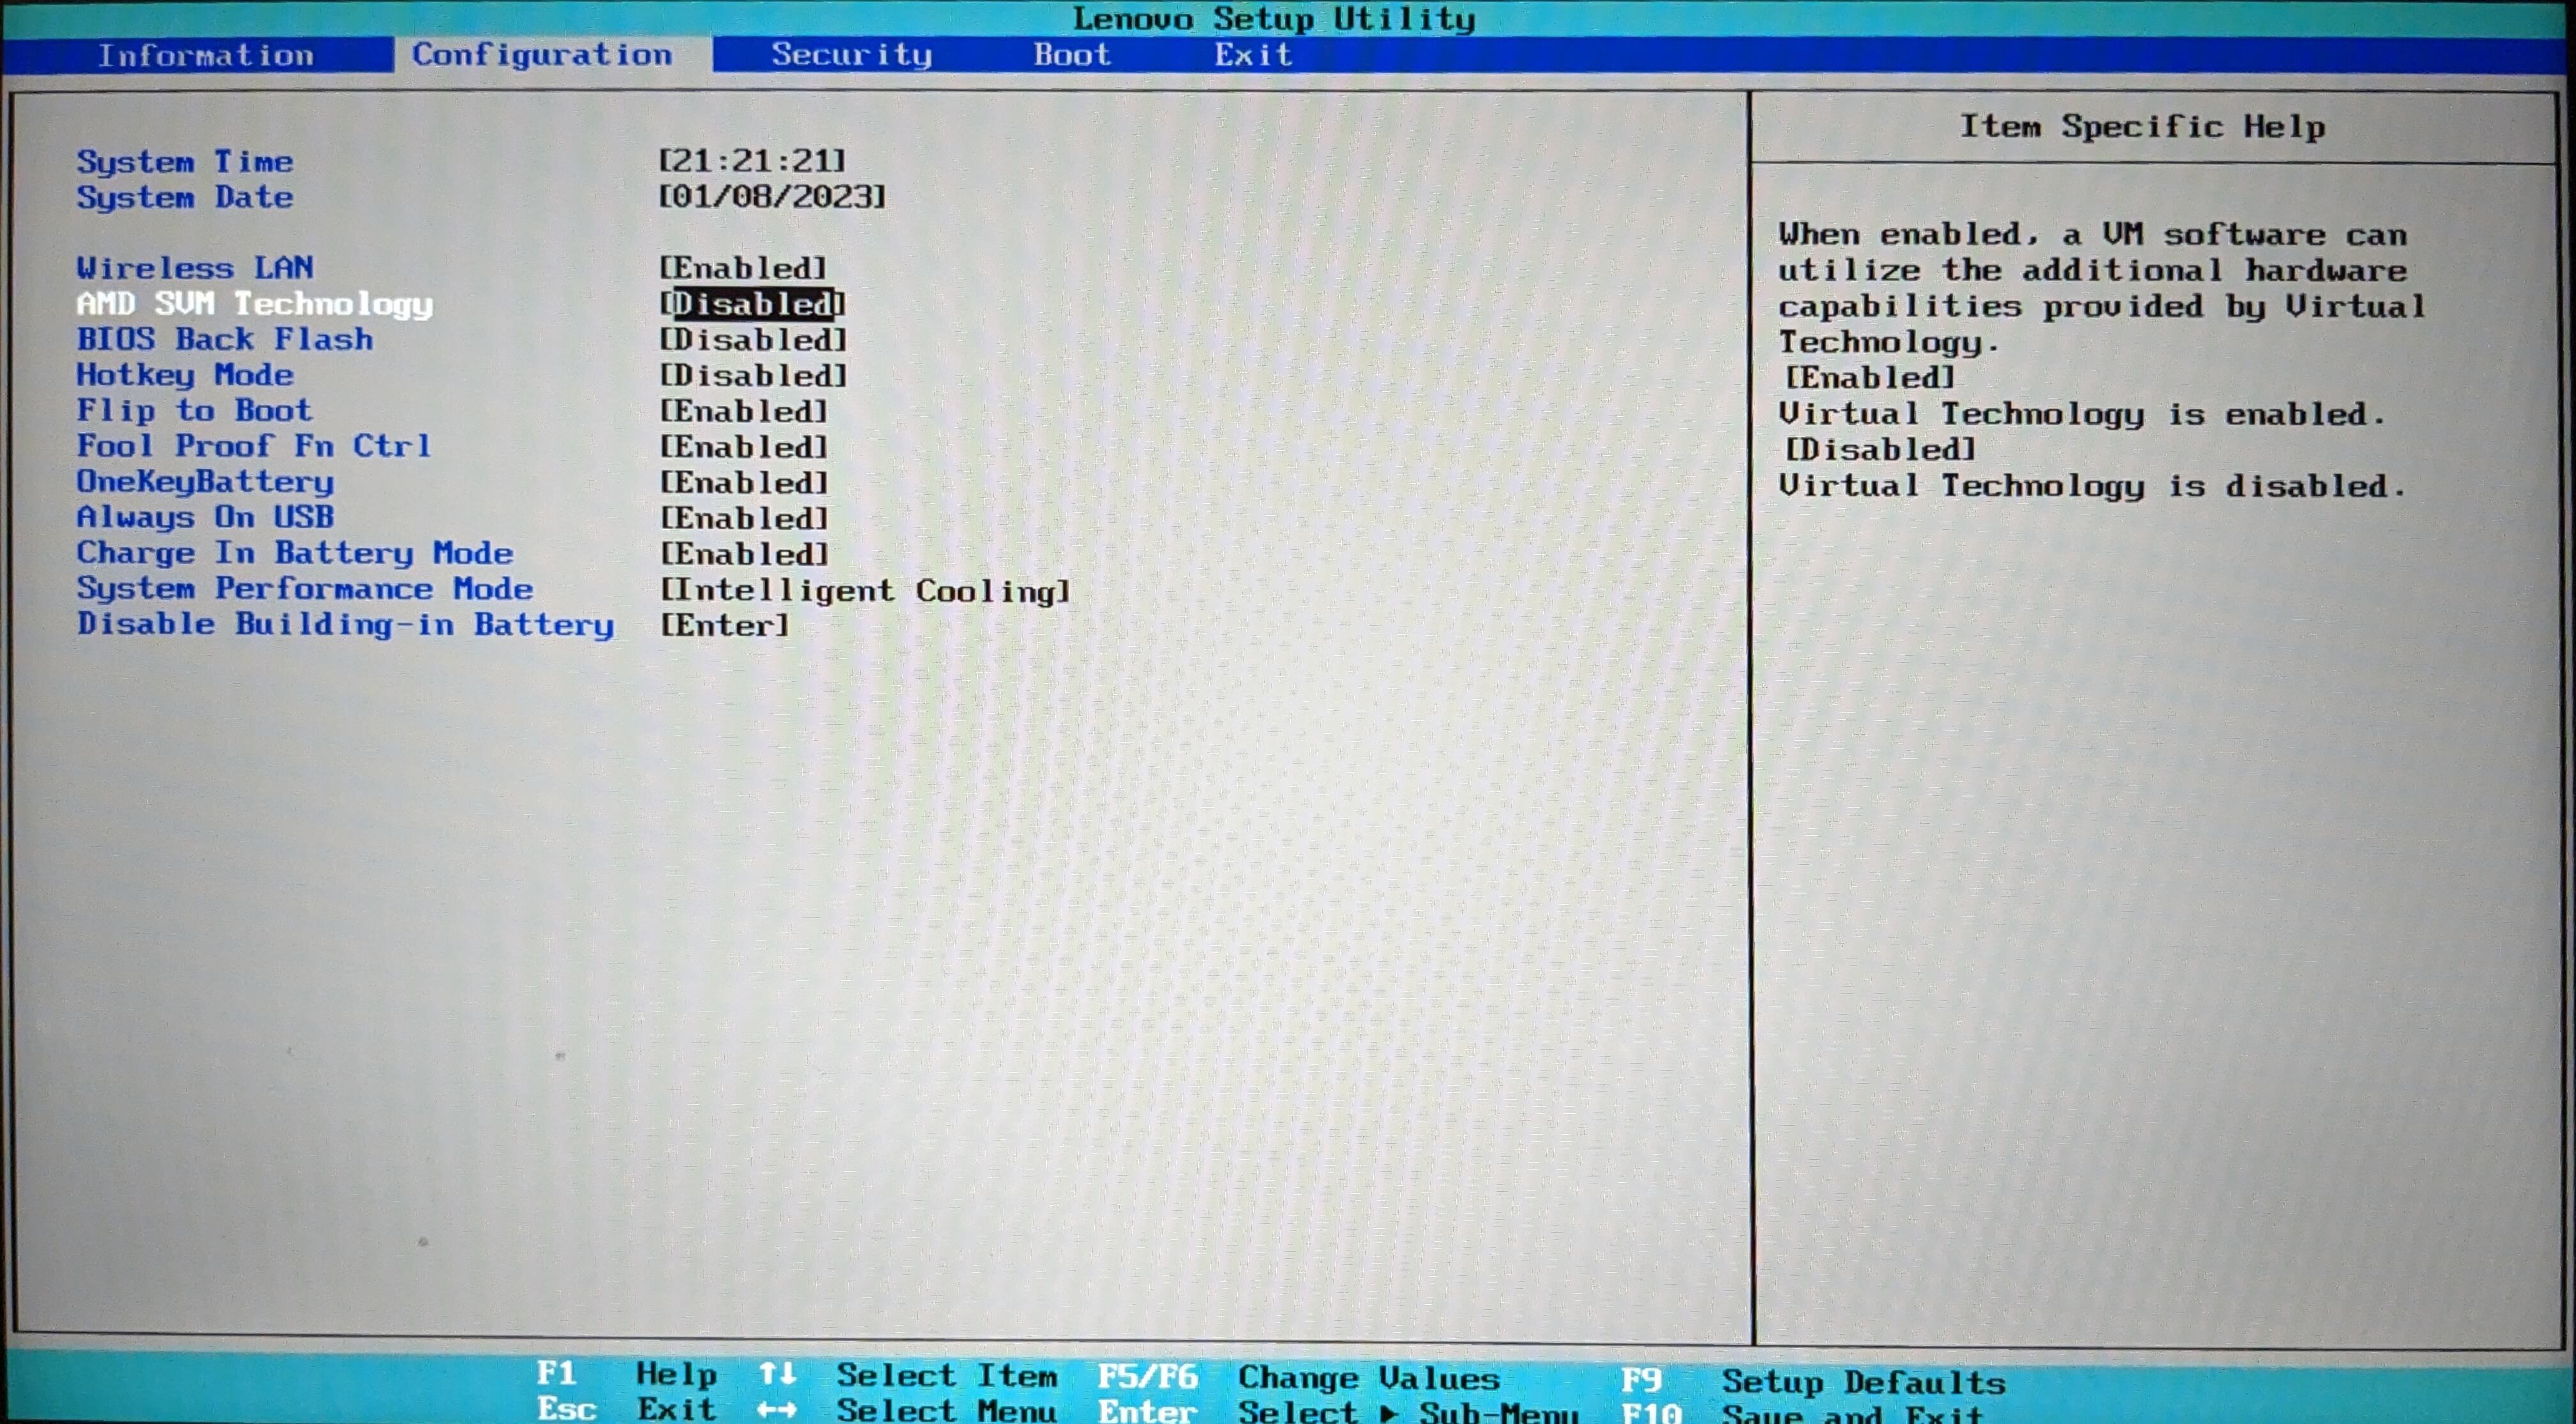 Lenovo Setup Utility
Information Configuration Security Boot Exit
System Time [21:21:21]
System Date [01/08/2023]
Wireless LAN [Enabled]
AMD SVM Technology [Disabled]
BIOS Back Flash [Disabled]
Hotkey Mode [Disabled]
Flip to Boot [Enabled]
Fool Proof Fn Ctrl [Enabled]
OneKeyBattery [Enabled]
Always On USB [Enabled]
Charge In Battery Mode [Enabled]
System Performance Mode [Intelligent Cooling]
Disable Building-in Battery [Enter]
Item Specific Help
When enabled, a VM software can
utilize the additional hardware
capabilities provided by Virtual
Technology.
[Enabled]
Virtual Technology is enabled.
[Disabled]
Virtual Technology is disabled.
F1 Help ↑↓ Select Item F5/F6 Change Values F9 Setup Defaults
Esc Exit ←→ Select Menu Enter Select ▶ Sub-Menu F10 Save and Exit